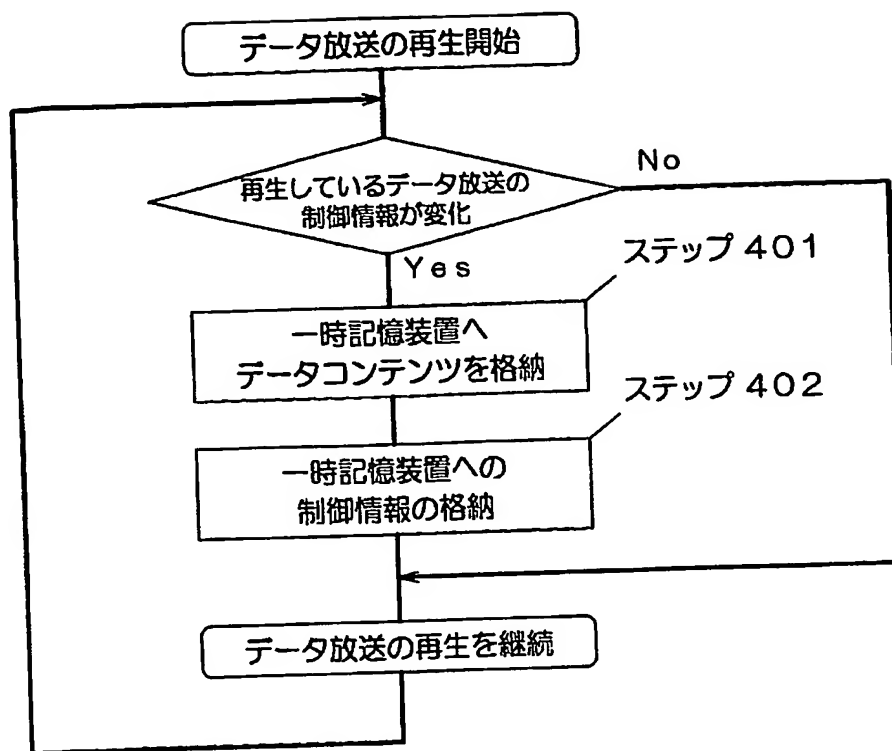 データ放送の再生開始
再生しているデータ放送の
制御情報が変化
No
Yes
ステップ 401
一時記憶装置へ
データコンテンツを格納
ステップ 402
一時記憶装置への
制御情報の格納
データ放送の再生を継続